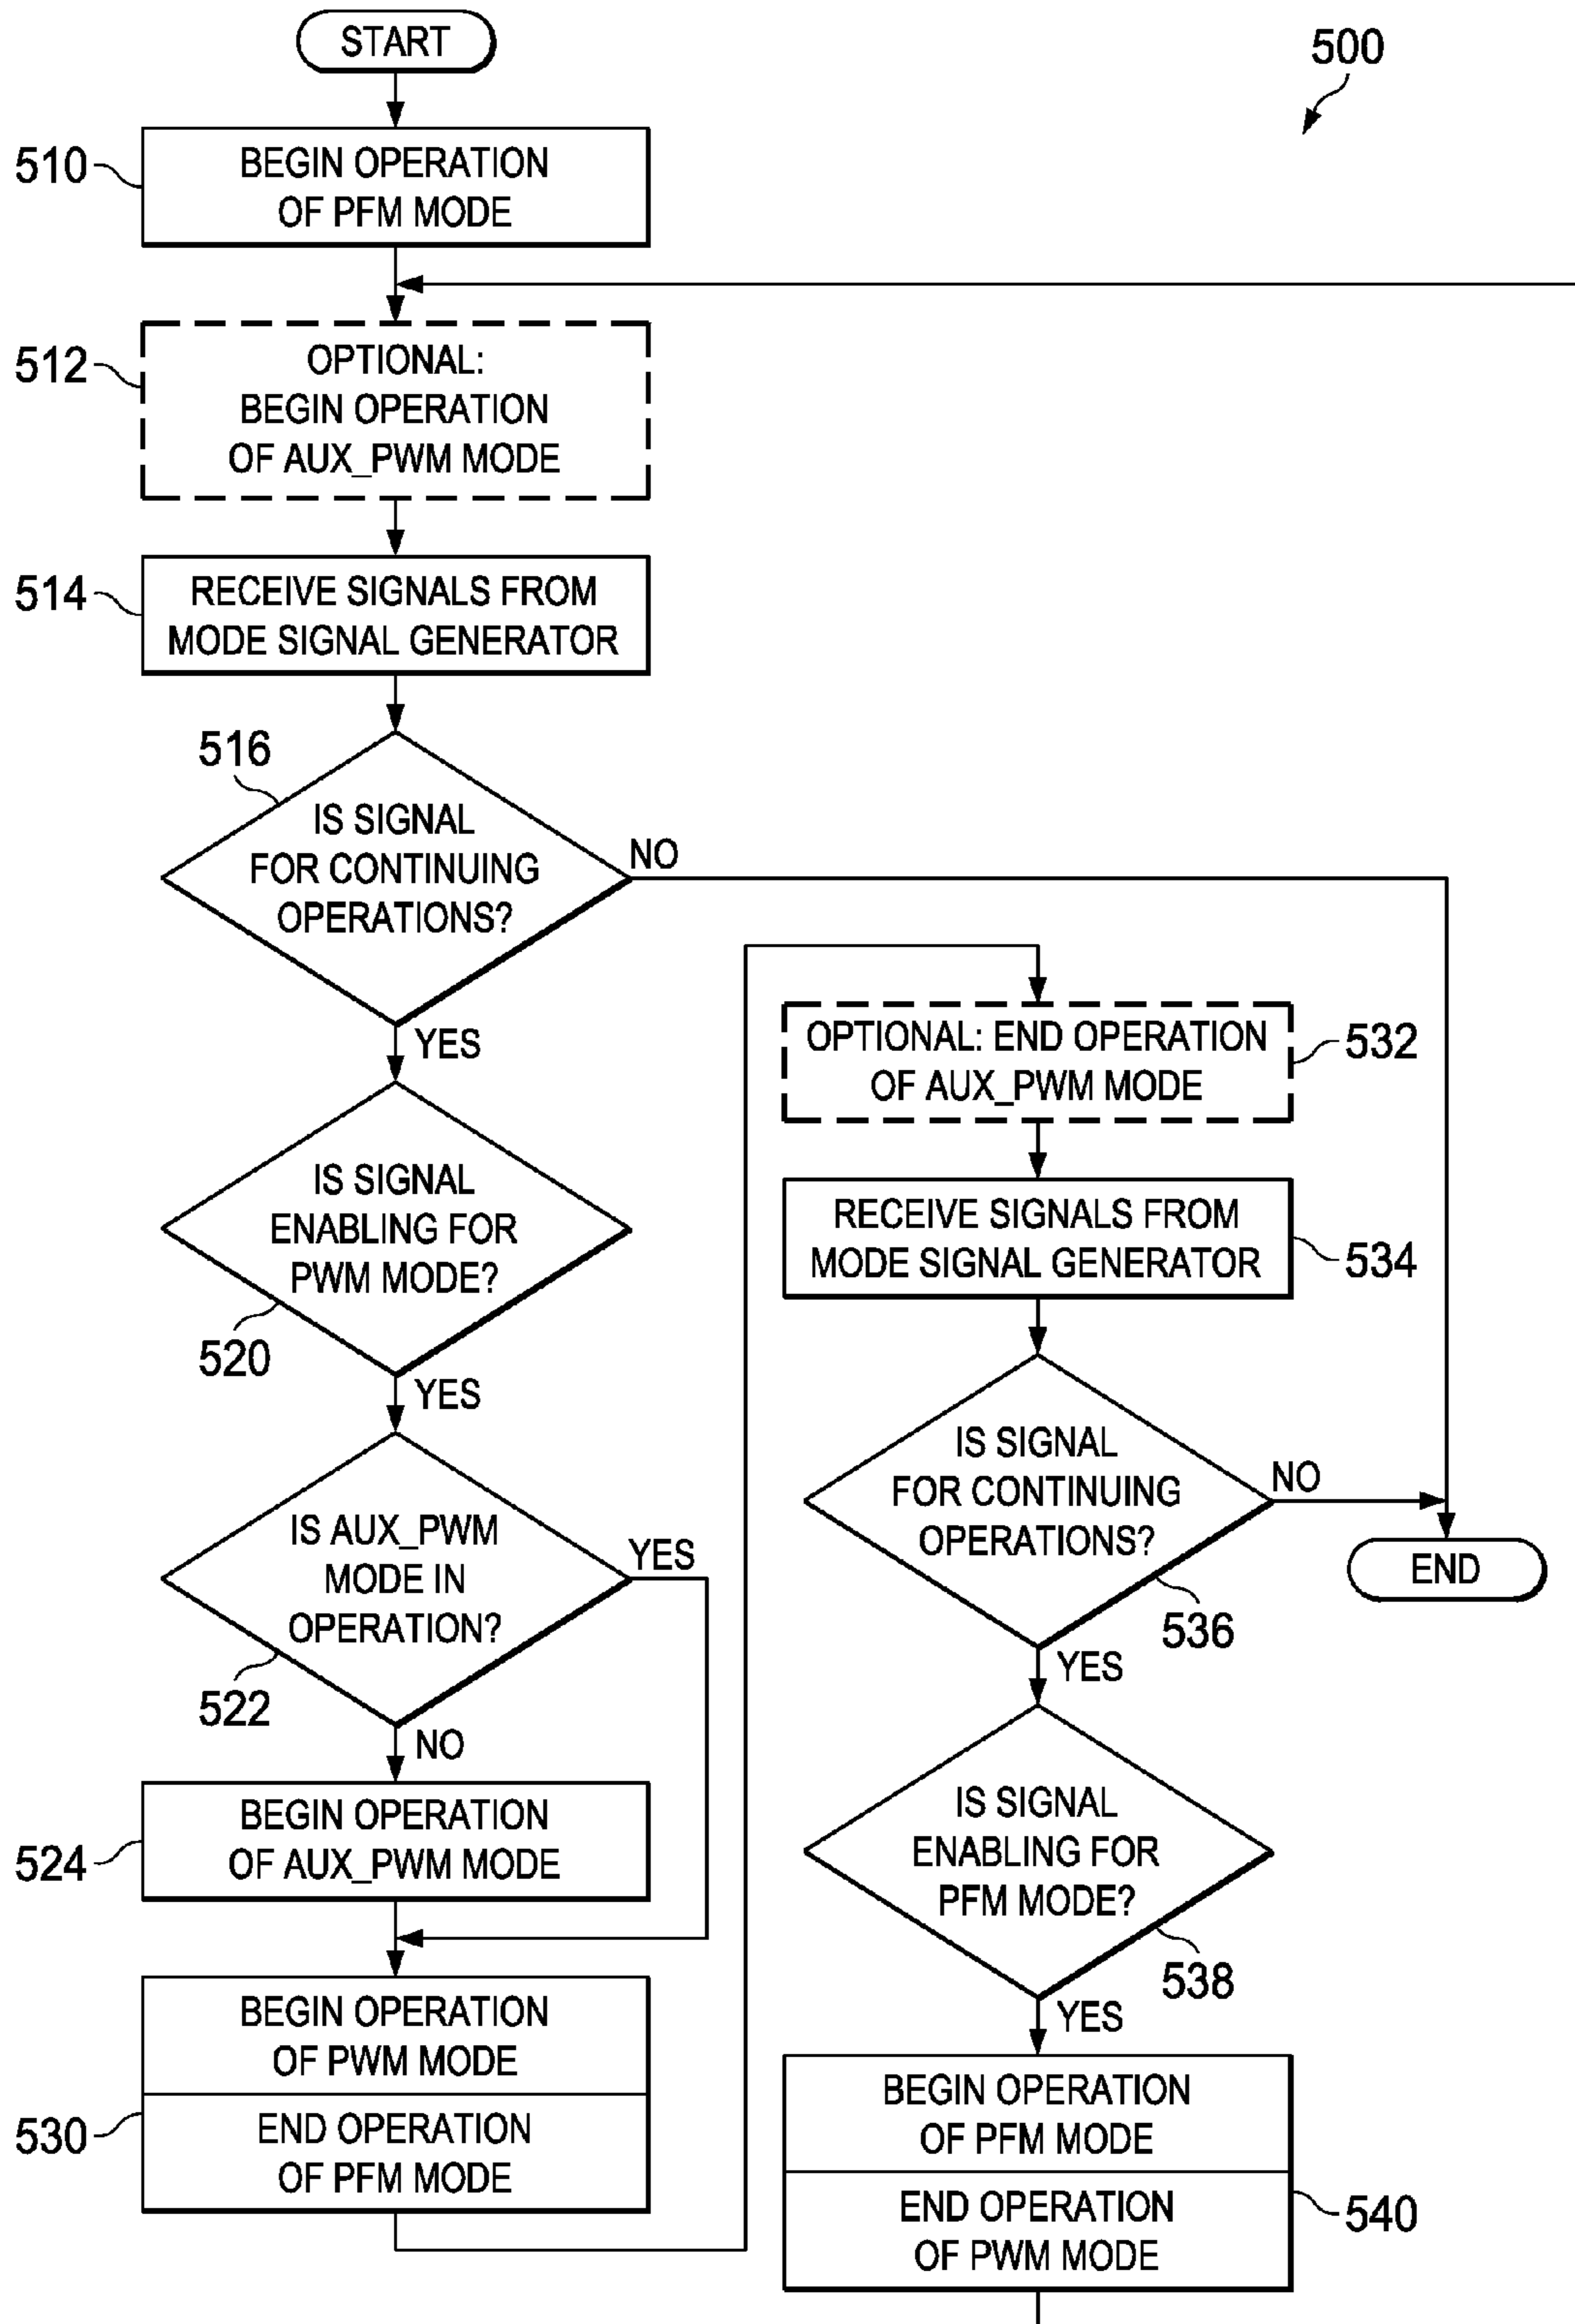 START
500
510
BEGIN OPERATION
OF PFM MODE
512
OPTIONAL:
BEGIN OPERATION
OF AUX_PWM MODE
514
RECEIVE SIGNALS FROM
MODE SIGNAL GENERATOR
516
IS SIGNAL
FOR CONTINUING
OPERATIONS?
NO
YES
IS SIGNAL
ENABLING FOR
PWM MODE?
520
YES
IS AUX_PWM
MODE IN
OPERATION?
YES
522
NO
524
BEGIN OPERATION
OF AUX_PWM MODE
BEGIN OPERATION
OF PWM MODE
530
END OPERATION
OF PFM MODE
OPTIONAL: END OPERATION
OF AUX_PWM MODE
532
RECEIVE SIGNALS FROM
MODE SIGNAL GENERATOR
534
IS SIGNAL
FOR CONTINUING
OPERATIONS?
NO
END
536
YES
IS SIGNAL
ENABLING FOR
PFM MODE?
538
YES
BEGIN OPERATION
OF PFM MODE
END OPERATION
OF PWM MODE
540